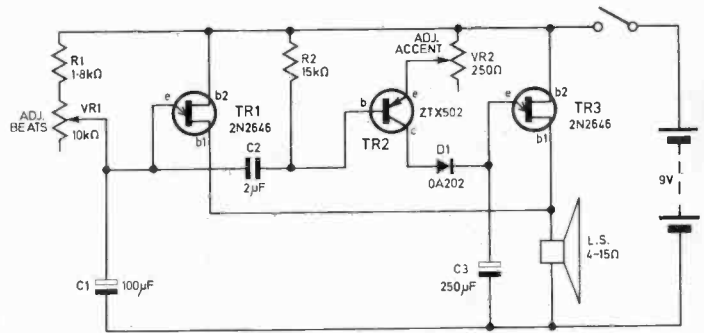 R1
1·8kΩ
ADJ.
BEATS
VR1
10kΩ
e
b2
b1
TR1
2N2646
R2
15kΩ
C2
2µF
ADJ.
ACCENT
VR2
250Ω
b
e
c
ZTX502
TR2
D1
0A202
e
b2
b1
TR3
2N2646
9V
L.S.
4-15Ω
C1
100µF
C3
250µF